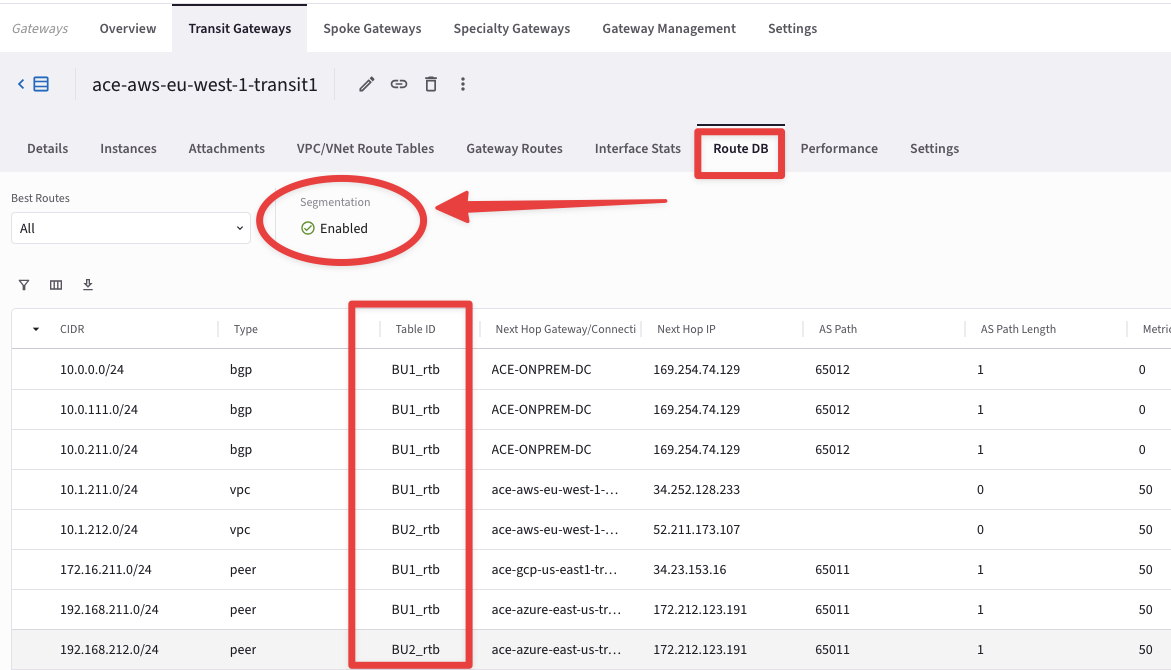 Gateways Overview Transit Gateways Spoke Gateways Specialty Gateways Gateway Management Settings
ace-aws-eu-west-1-transit1
Details Instances Attachments VPC/VNet Route Tables Gateway Routes Interface Stats Route DB Performance Settings
Best Routes Segmentation
All Enabled
CIDR Type Table ID Next Hop Gateway/Connecti Next Hop IP AS Path AS Path Length Metric
10.0.0.0/24 bgp BU1_rtb ACE-ONPREM-DC 169.254.74.129 65012 1 0
10.0.111.0/24 bgp BU1_rtb ACE-ONPREM-DC 169.254.74.129 65012 1 0
10.0.211.0/24 bgp BU1_rtb ACE-ONPREM-DC 169.254.74.129 65012 1 0
10.1.211.0/24 vpc BU1_rtb ace-aws-eu-west-1-... 34.252.128.233 0 50
10.1.212.0/24 vpc BU2_rtb ace-aws-eu-west-1-... 52.211.173.107 0 50
172.16.211.0/24 peer BU1_rtb ace-gcp-us-east1-tr... 34.23.153.16 65011 1 50
192.168.211.0/24 peer BU1_rtb ace-azure-east-us-tr... 172.212.123.191 65011 1 50
192.168.212.0/24 peer BU2_rtb ace-azure-east-us-tr... 172.212.123.191 65011 1 50